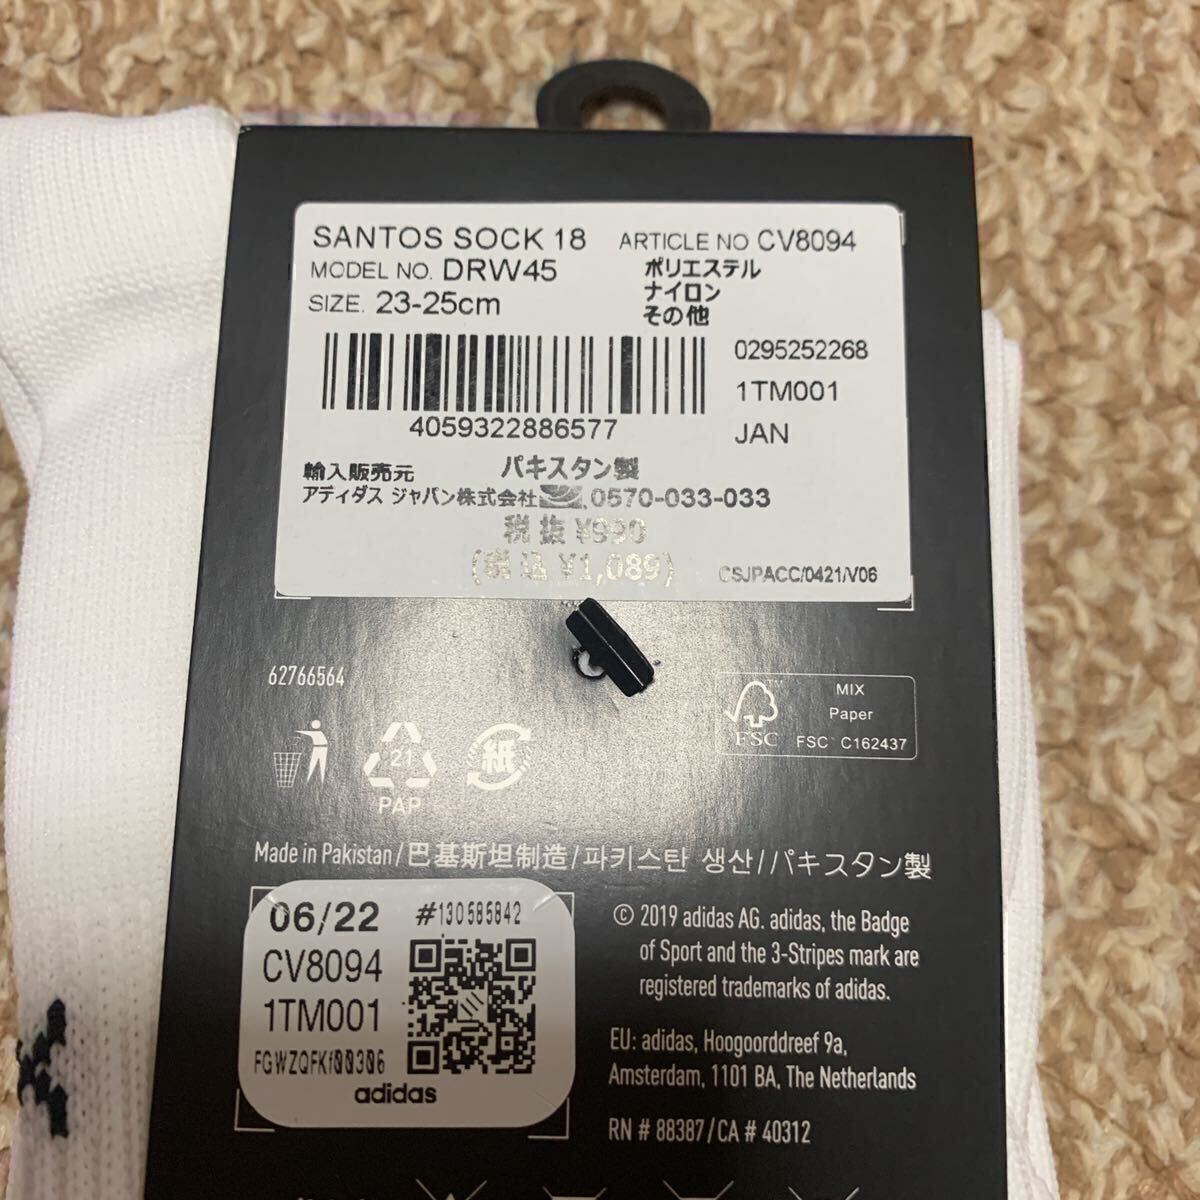 SANTOS SOCK 18 ARTICLE NO CV8094
MODEL NO. DRW45 ポリエステル
ナイロン
SIZE. 23-25cm その他
0295252268
1TM001
4059322886577
JAN
輸入販売元 パキスタン製
アディダス ジャパン株式会社 0570-033-033
税抜 ¥990
(税込 ¥1,089)
CSJPACC/0421/V06
62766564
MIX
Paper
FSC FSC C162437
21
PAP
紙
Made in Pakistan/巴基斯坦制造/파키스탄 생산//パキスタン製
06/22 #130585842
CV8094
1TM001
FGWZQFKf00306
adidas
© 2019 adidas AG. adidas, the Badge
of Sport and the 3-Stripes mark are
registered trademarks of adidas.
EU: adidas, Hoogoorddreef 9a,
Amsterdam, 1101 BA, The Netherlands
RN # 88387/CA # 40312